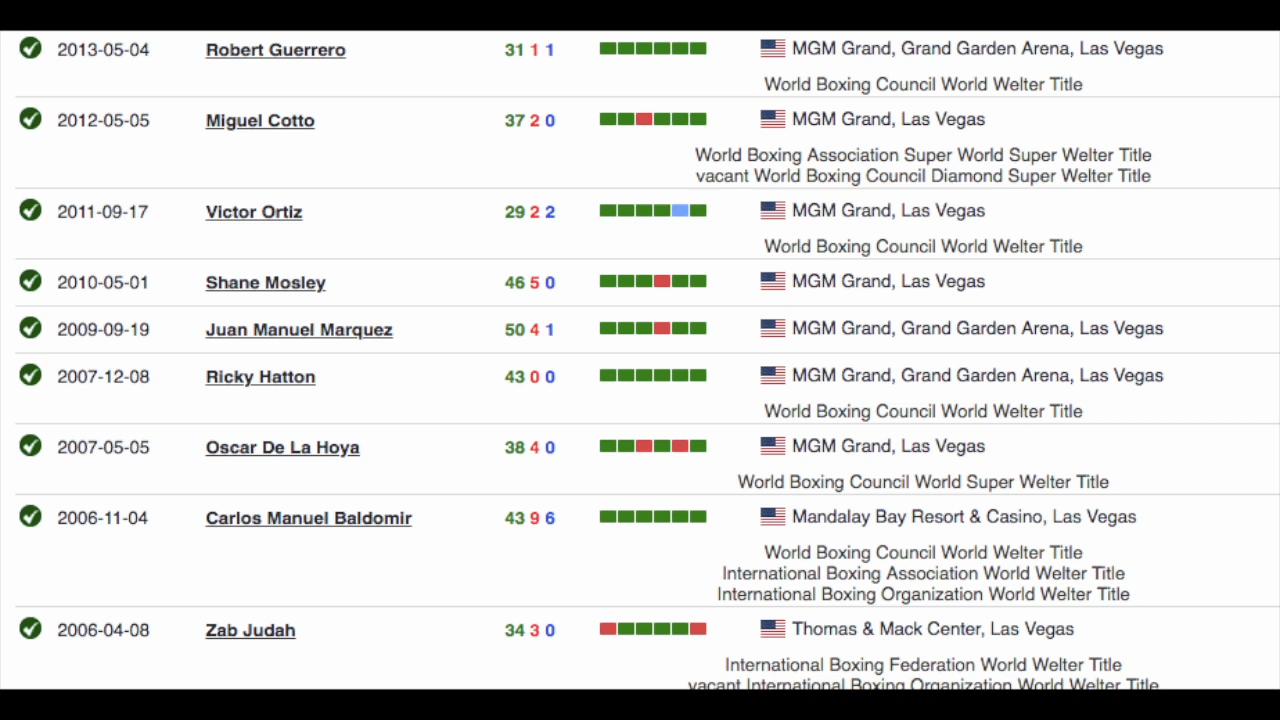 2013-05-04 Robert Guerrero 31 1 1 MGM Grand, Grand Garden Arena, Las Vegas
World Boxing Council World Welter Title
2012-05-05 Miguel Cotto 37 2 0 MGM Grand, Las Vegas
World Boxing Association Super World Super Welter Title
vacant World Boxing Council Diamond Super Welter Title
2011-09-17 Victor Ortiz 29 2 2 MGM Grand, Las Vegas
World Boxing Council World Welter Title
2010-05-01 Shane Mosley 46 5 0 MGM Grand, Las Vegas
2009-09-19 Juan Manuel Marquez 50 4 1 MGM Grand, Grand Garden Arena, Las Vegas
2007-12-08 Ricky Hatton 43 0 0 MGM Grand, Grand Garden Arena, Las Vegas
World Boxing Council World Welter Title
2007-05-05 Oscar De La Hoya 38 4 0 MGM Grand, Las Vegas
World Boxing Council World Super Welter Title
2006-11-04 Carlos Manuel Baldomir 43 9 6 Mandalay Bay Resort & Casino, Las Vegas
World Boxing Council World Welter Title
International Boxing Association World Welter Title
International Boxing Organization World Welter Title
2006-04-08 Zab Judah 34 3 0 Thomas & Mack Center, Las Vegas
International Boxing Federation World Welter Title
vacant International Boxing Organization World Welter Title